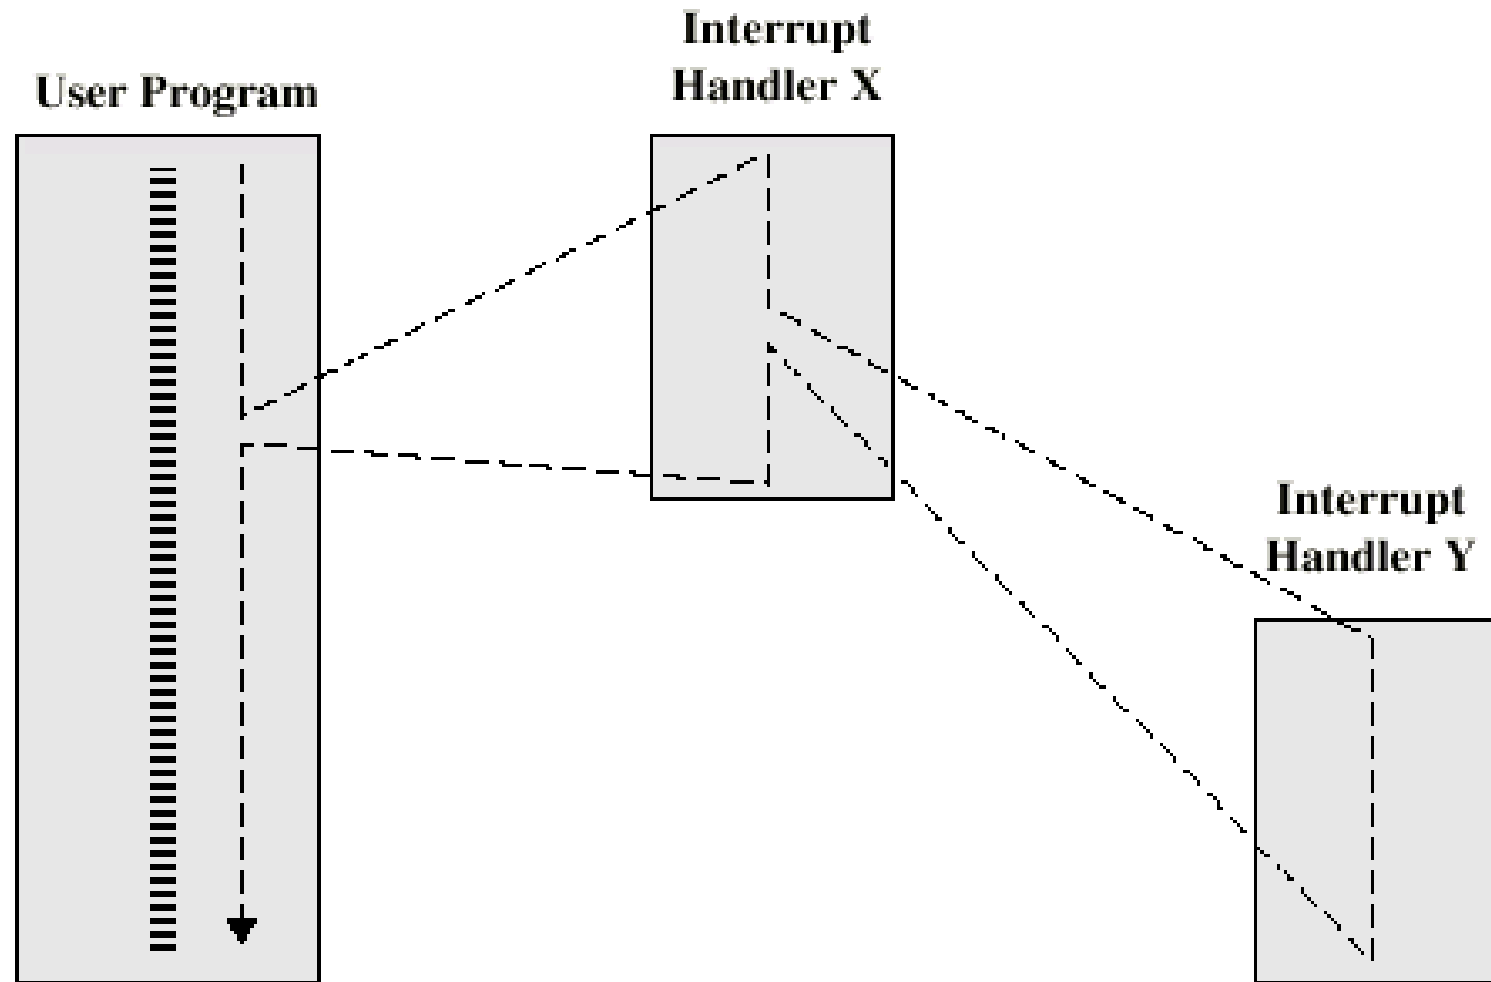 User Program
Interrupt
Handler X
Interrupt
Handler Y